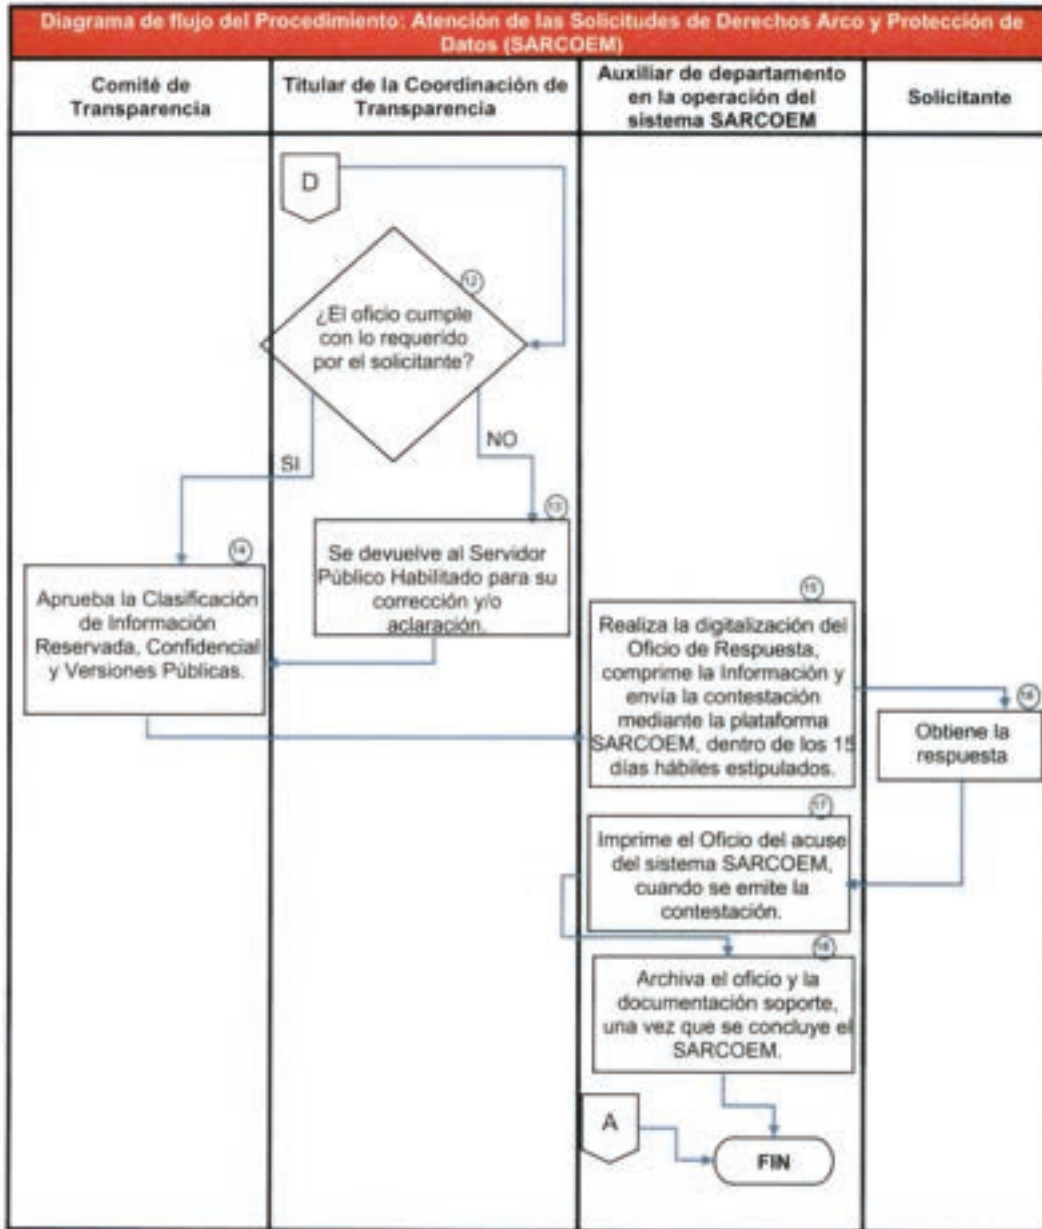 Diagrama de flujo del Procedimiento: Atención de las Solicitudes de Derechos Arco y Protección de
Datos (SARCOEM)
Comité de
Transparencia
Titular de la Coordinación de
Transparencia
Auxiliar de departamento
en la operación del
sistema SARCOEM
Solicitante
D
12
¿El oficio cumple
con lo requerido
por el solicitante?
SI
NO
13
Se devuelve al Servidor
Público Habilitado para su
corrección y/o
aclaración.
14
Aprueba la Clasificación
de Información
Reservada, Confidencial
y Versiones Públicas.
15
Realiza la digitalización del
Oficio de Respuesta,
comprime la Información y
envía la contestación
mediante la plataforma
SARCOEM, dentro de los 15
días hábiles estipulados.
16
Obtiene la
respuesta
17
Imprime el Oficio del acuse
del sistema SARCOEM,
cuando se emite la
contestación.
18
Archiva el oficio y la
documentación soporte,
una vez que se concluye el
SARCOEM.
A
FIN